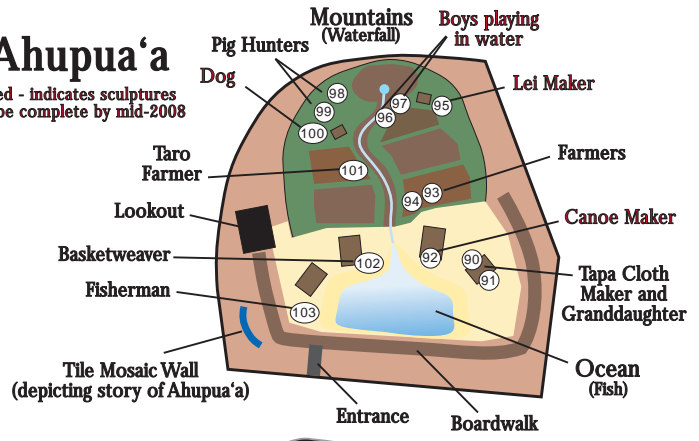 Ahupua‘a
ed - indicates sculptures
be complete by mid-2008
Mountains
(Waterfall)
Boys playing
in water
Pig Hunters
Dog
Lei Maker
98
97
99
96
95
100
Taro
Farmer
101
Farmers
93
94
Lookout
Canoe Maker
Basketweaver
102
92
90
91
Tapa Cloth
Maker and
Granddaughter
Fisherman
103
Tile Mosaic Wall
(depicting story of Ahupua‘a)
Ocean
(Fish)
Entrance
Boardwalk